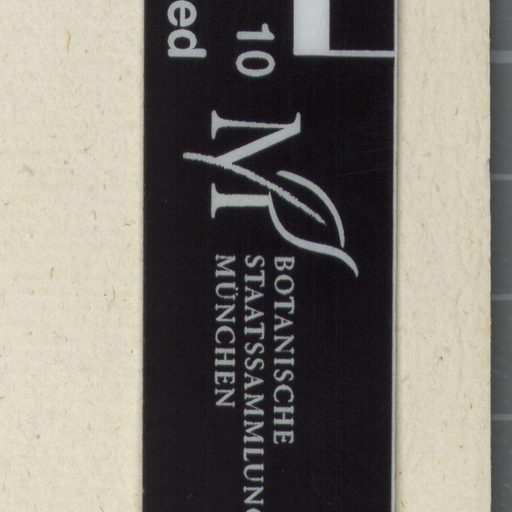 ed
10
M
BOTANISCHE
STAATSSAMMLUNG
MÜNCHEN